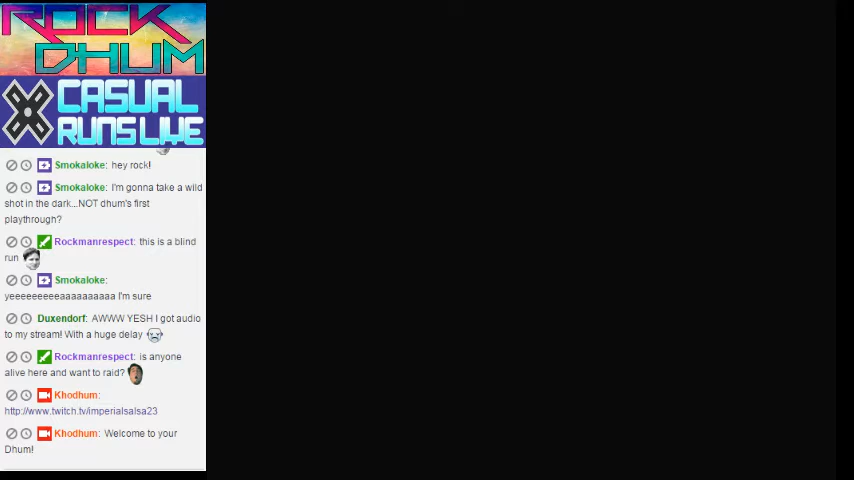 ROCK
DHUM
CASUAL
RUNS LIVE
Smokaloke: hey rock!
Smokaloke: I'm gonna take a wild
shot in the dark...NOT dhum's first
playthrough?
Rockmanrespect: this is a blind
run
Smokaloke:
yeeeeeeeeaaaaaaaaaa I'm sure
Duxendorf: AWWW YESH I got audio
to my stream! With a huge delay
Rockmanrespect: is anyone
alive here and want to raid?
Khodhum:
http://www.twitch.tv/imperialsalsa23
Khodhum: Welcome to your
Dhum!